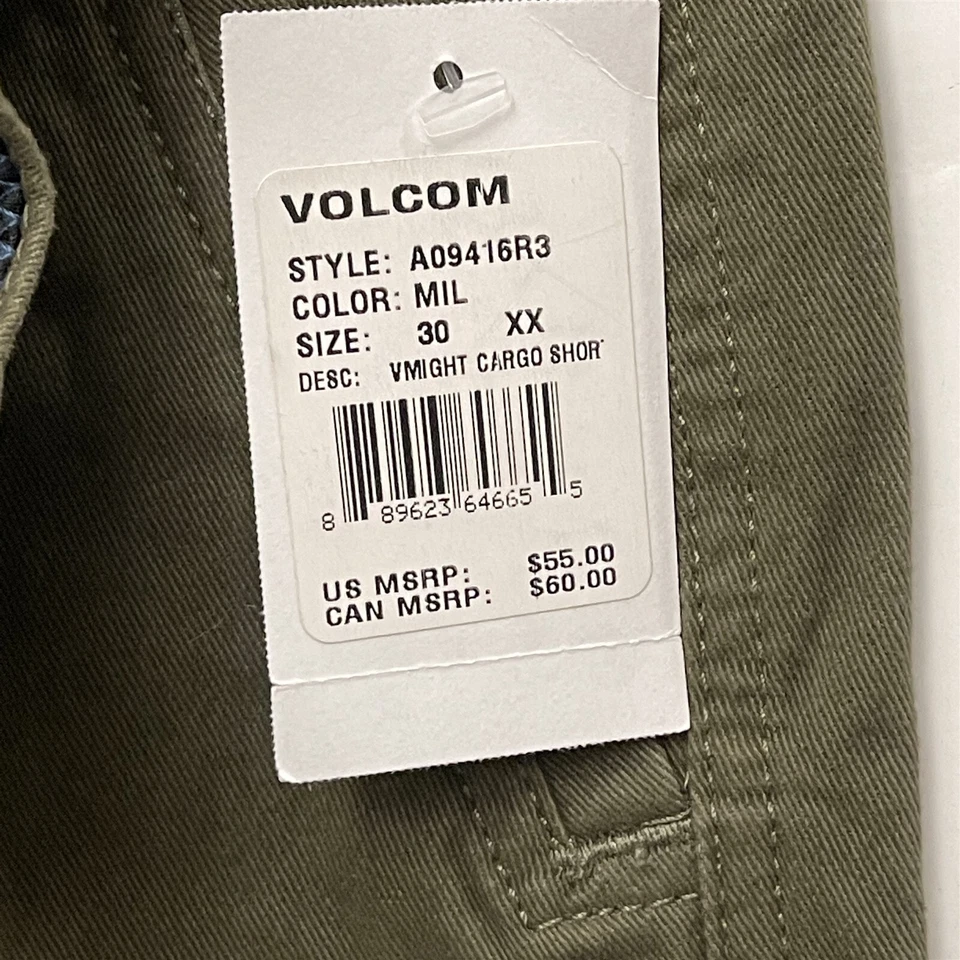 VOLCOM
STYLE: A09416R3
COLOR: MIL
SIZE: 30 XX
DESC: VMIGHT CARGO SHOR
8 89623 64665 5
US MSRP: $55.00
CAN MSRP: $60.00